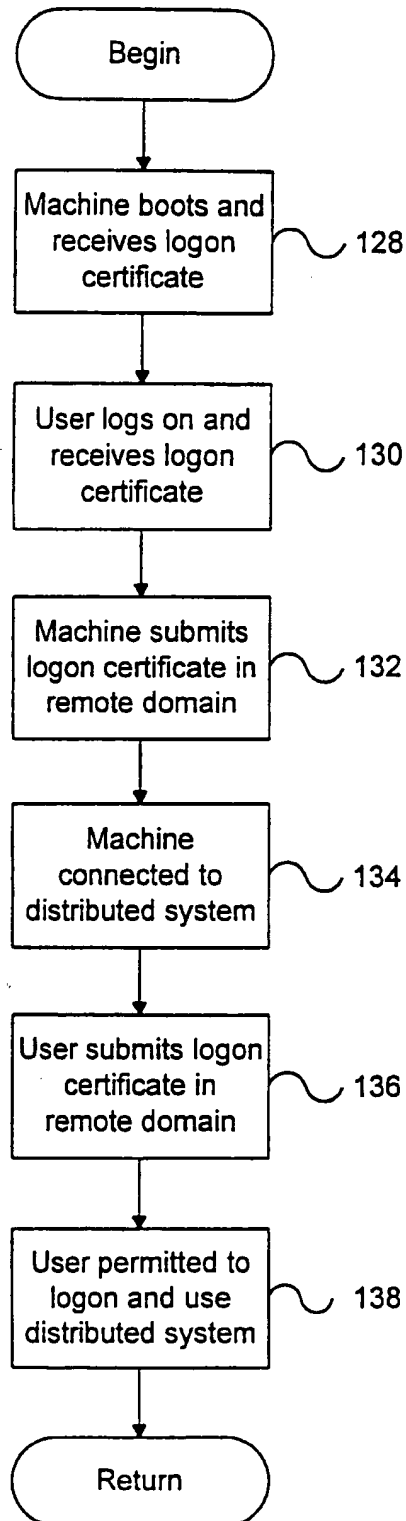 Begin
Machine boots and
receives logon
certificate
128
User logs on and
receives logon
certificate
130
Machine submits
logon certificate in
remote domain
132
Machine
connected to
distributed system
134
User submits logon
certificate in
remote domain
136
User permitted to
logon and use
distributed system
138
Return